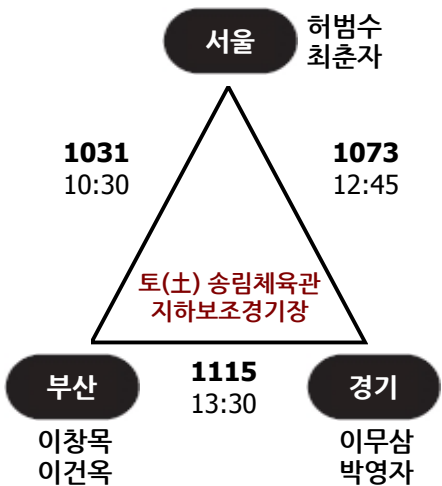 서울
허범수
최춘자
1031
10:30
1073
12:45
토(土) 송림체육관
지하보조경기장
부산
1115
13:30
경기
이창목
이건옥
이무삼
박영자